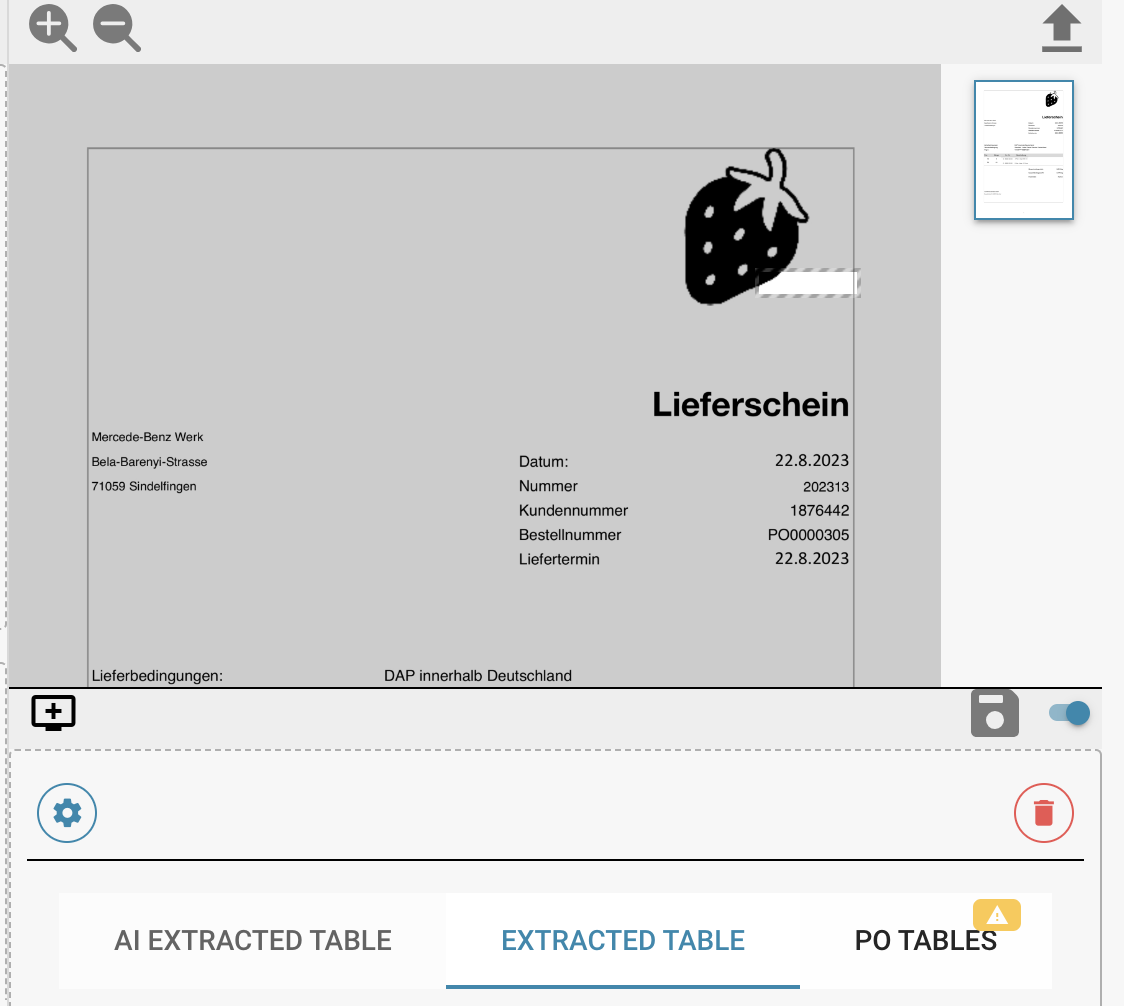 Lieferschein
Mercede-Benz Werk
Bela-Barenyi-Strasse
71059 Sindelfingen
Datum: 22.8.2023
Nummer 202313
Kundennummer 1876442
Bestellnummer PO0000305
Liefertermin 22.8.2023
Lieferbedingungen: DAP innerhalb Deutschland
Lieferschein
AI EXTRACTED TABLE
EXTRACTED TABLE
PO TABLES